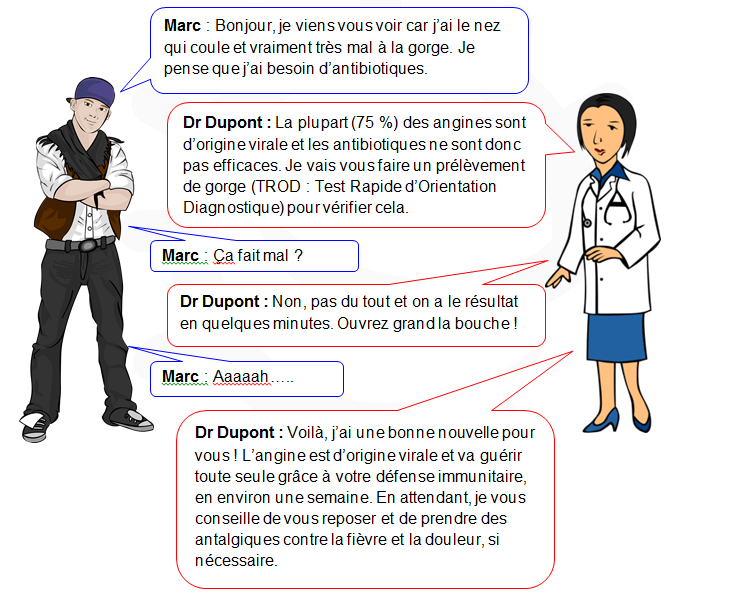 Marc : Bonjour, je viens vous voir car j’ai le nez
qui coule et vraiment très mal à la gorge. Je
pense que j’ai besoin d’antibiotiques.
Dr Dupont : La plupart (75 %) des angines sont
d’origine virale et les antibiotiques ne sont donc
pas efficaces. Je vais vous faire un prélèvement
de gorge (TROD : Test Rapide d’Orientation
Diagnostique) pour vérifier cela.
Marc : Ça fait mal ?
Dr Dupont : Non, pas du tout et on a le résultat
en quelques minutes. Ouvrez grand la bouche !
Marc : Aaaaah…..
Dr Dupont : Voilà, j’ai une bonne nouvelle pour
vous ! L’angine est d’origine virale et va guérir
toute seule grâce à votre défense immunitaire,
en environ une semaine. En attendant, je vous
conseille de vous reposer et de prendre des
antalgiques contre la fièvre et la douleur, si
nécessaire.